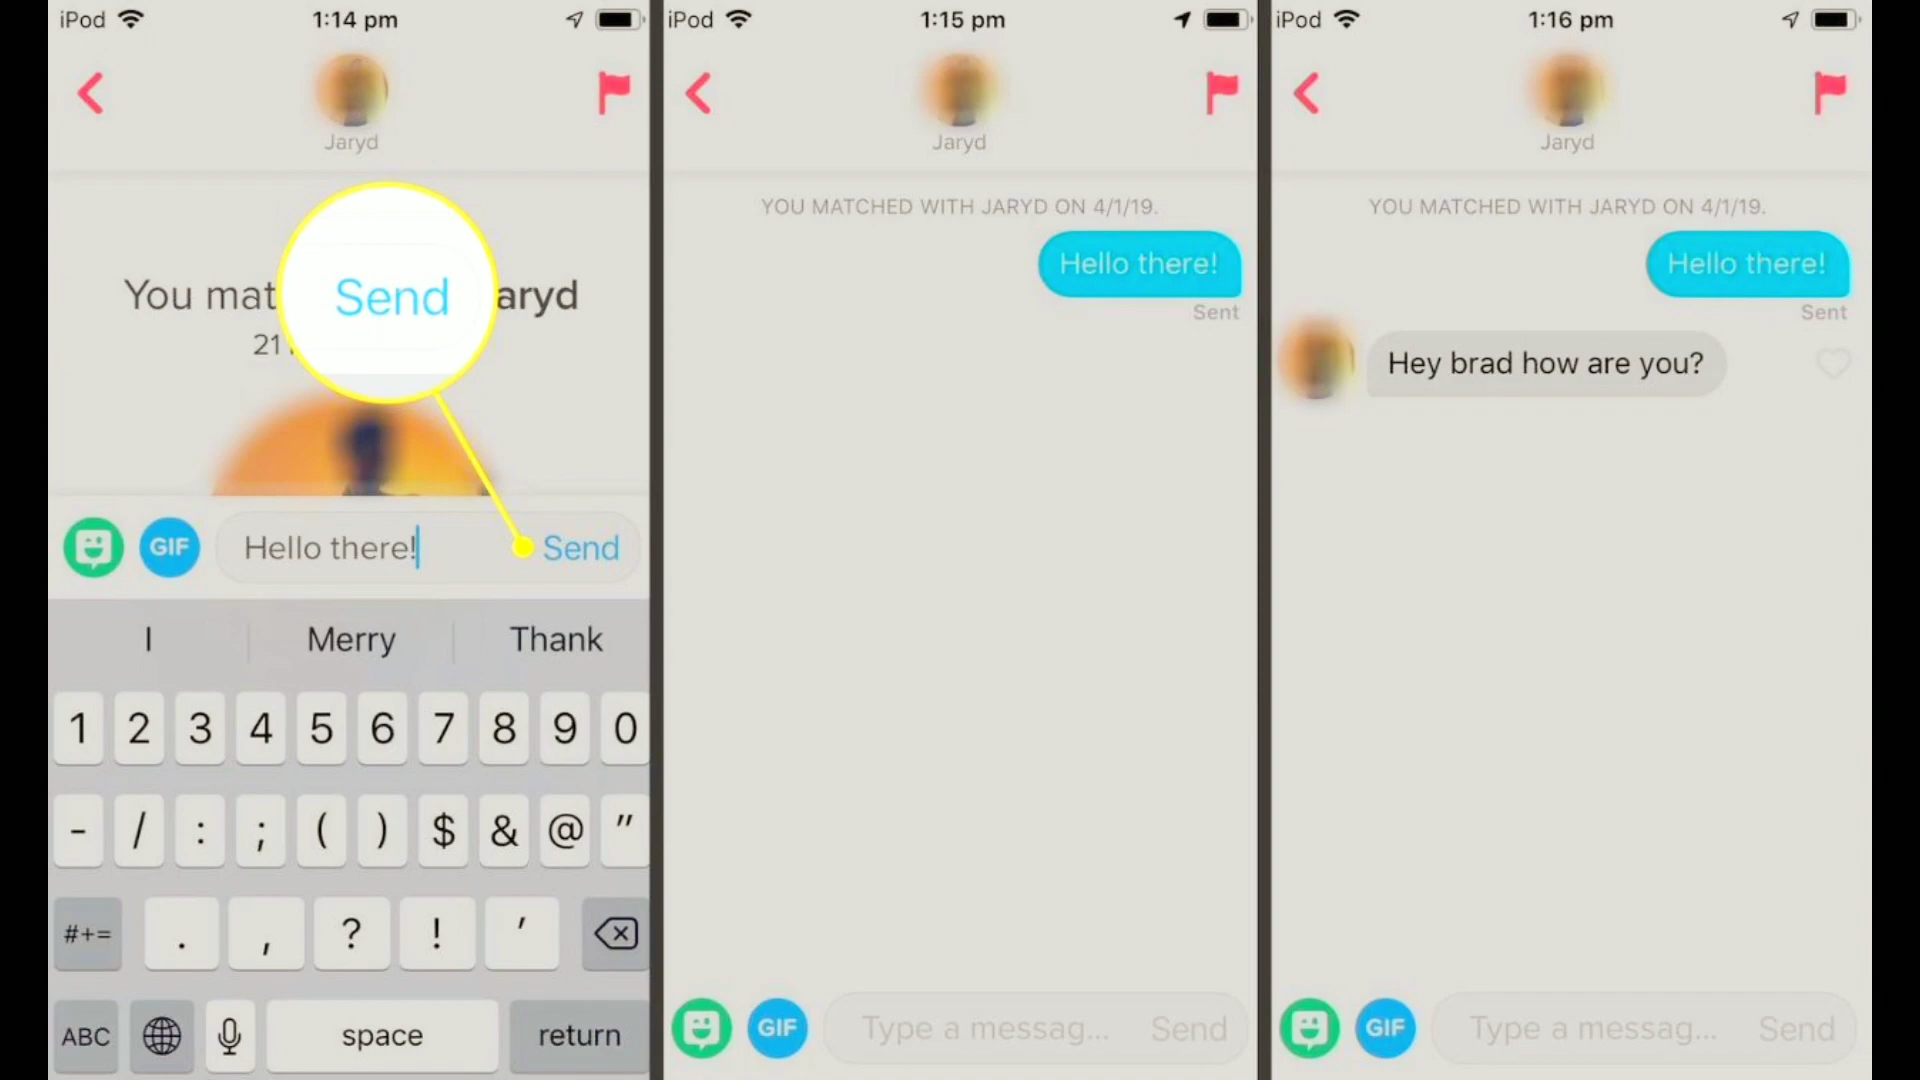 iPod 1:14 pm
Jaryd
You mat
aryd
21
Send
GIF Hello there! Send
I Merry Thank
1 2 3 4 5 6 7 8 9 0
- / : ; ( ) $ & @ "
#+= . , ? ! '
ABC space return
iPod 1:15 pm
Jaryd
YOU MATCHED WITH JARYD ON 4/1/19.
Hello there!
Sent
GIF Type a messag... Send
iPod 1:16 pm
Jaryd
YOU MATCHED WITH JARYD ON 4/1/19.
Hello there!
Sent
Hey brad how are you?
GIF Type a messag... Send